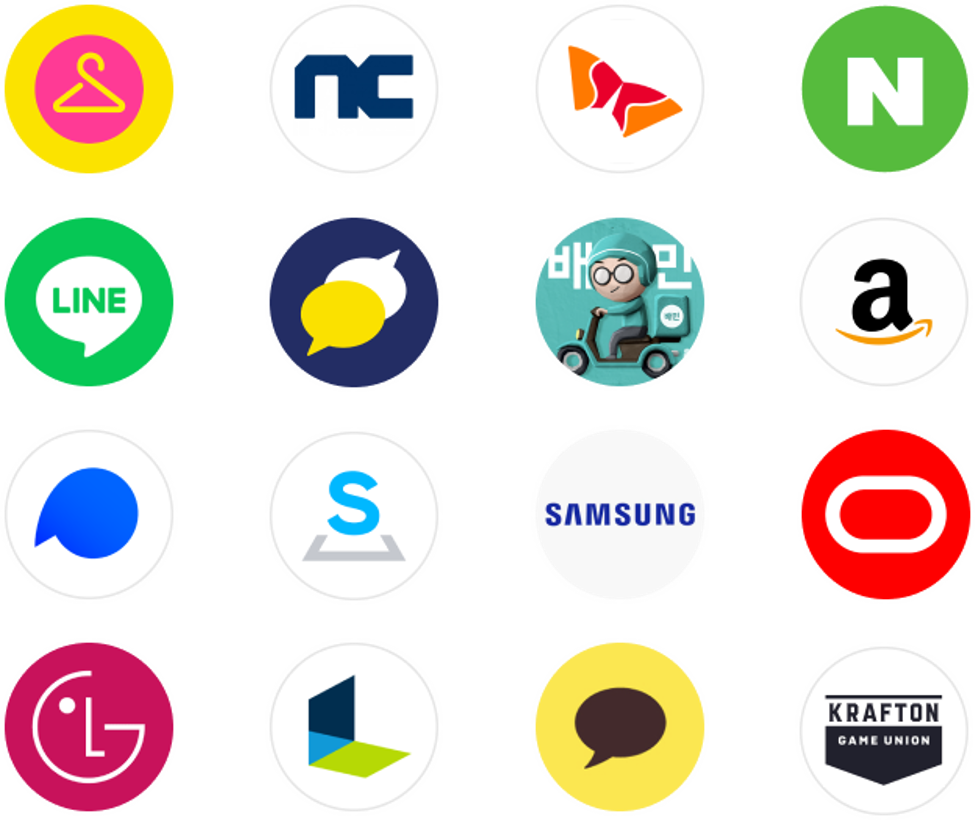 nc
N
LINE
배민
배민
a
S
SAMSUNG
LG
KRAFTON
GAME UNION